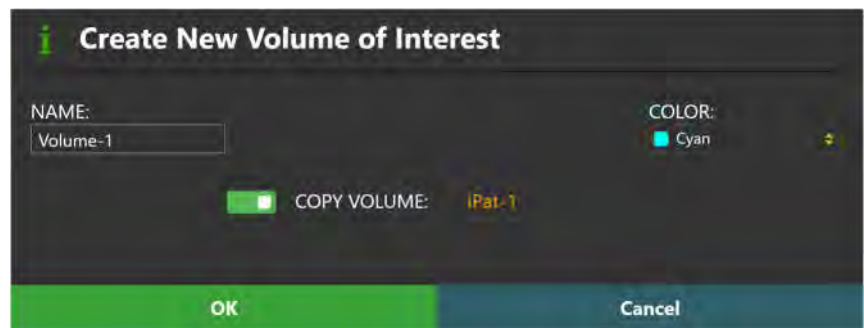 Create New Volume of Interest
NAME:
COLOR:
Volume-1
Cyan
COPY VOLUME: iPat-1
OK
Cancel